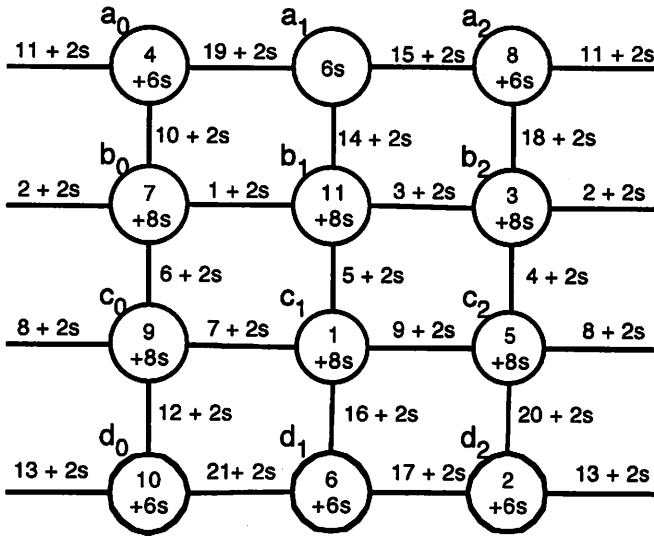 a0 a1 a2
11 + 2s 4 +6s 19 + 2s 6s 15 + 2s 8 +6s 11 + 2s
10 + 2s 14 + 2s 18 + 2s
b0 b1 b2
2 + 2s 7 +8s 1 + 2s 11 +8s 3 + 2s 3 +8s 2 + 2s
6 + 2s 5 + 2s 4 + 2s
c0 c1 c2
8 + 2s 9 +8s 7 + 2s 1 +8s 9 + 2s 5 +8s 8 + 2s
12 + 2s 16 + 2s 20 + 2s
d0 d1 d2
13 + 2s 10 +6s 21+ 2s 6 +6s 17 + 2s 2 +6s 13 + 2s